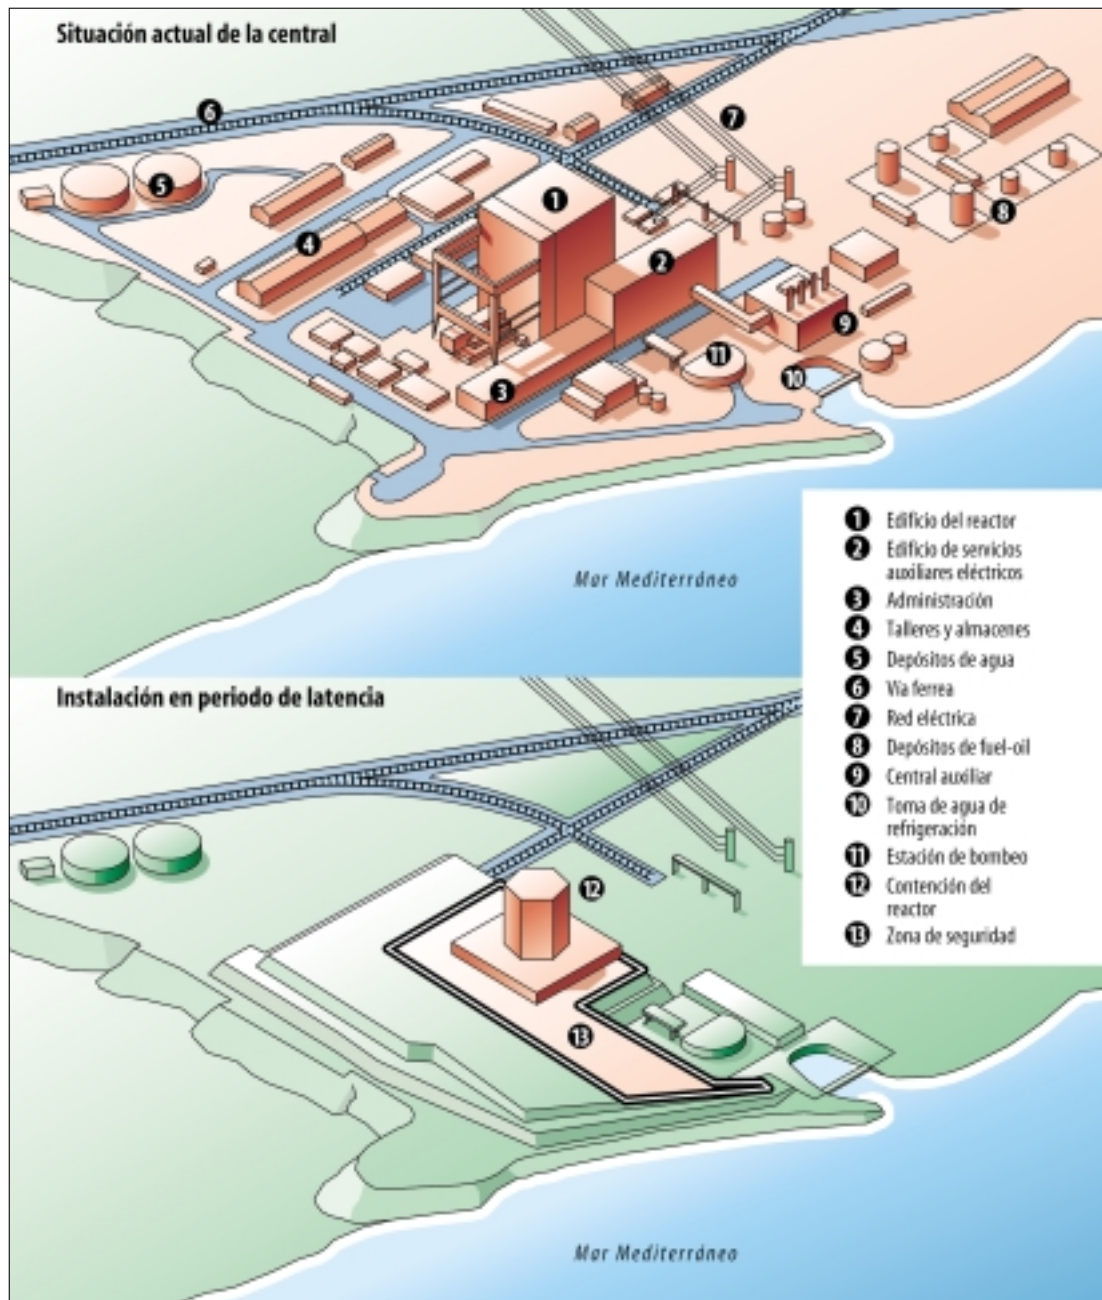 Situación actual de la central
6
7
5
1
8
4
2
9
11
10
3
1 Edificio del reactor
2 Edificio de servicios
auxiliares eléctricos
3 Administración
4 Talleres y almacenes
5 Depósitos de agua
6 Vía ferrea
7 Red eléctrica
8 Depósitos de fuel-oil
9 Central auxiliar
10 Toma de agua de
refrigeración
11 Estación de bombeo
12 Contención del
reactor
13 Zona de seguridad
Mar Mediterráneo
Instalación en periodo de latencia
12
13
Mar Mediterráneo